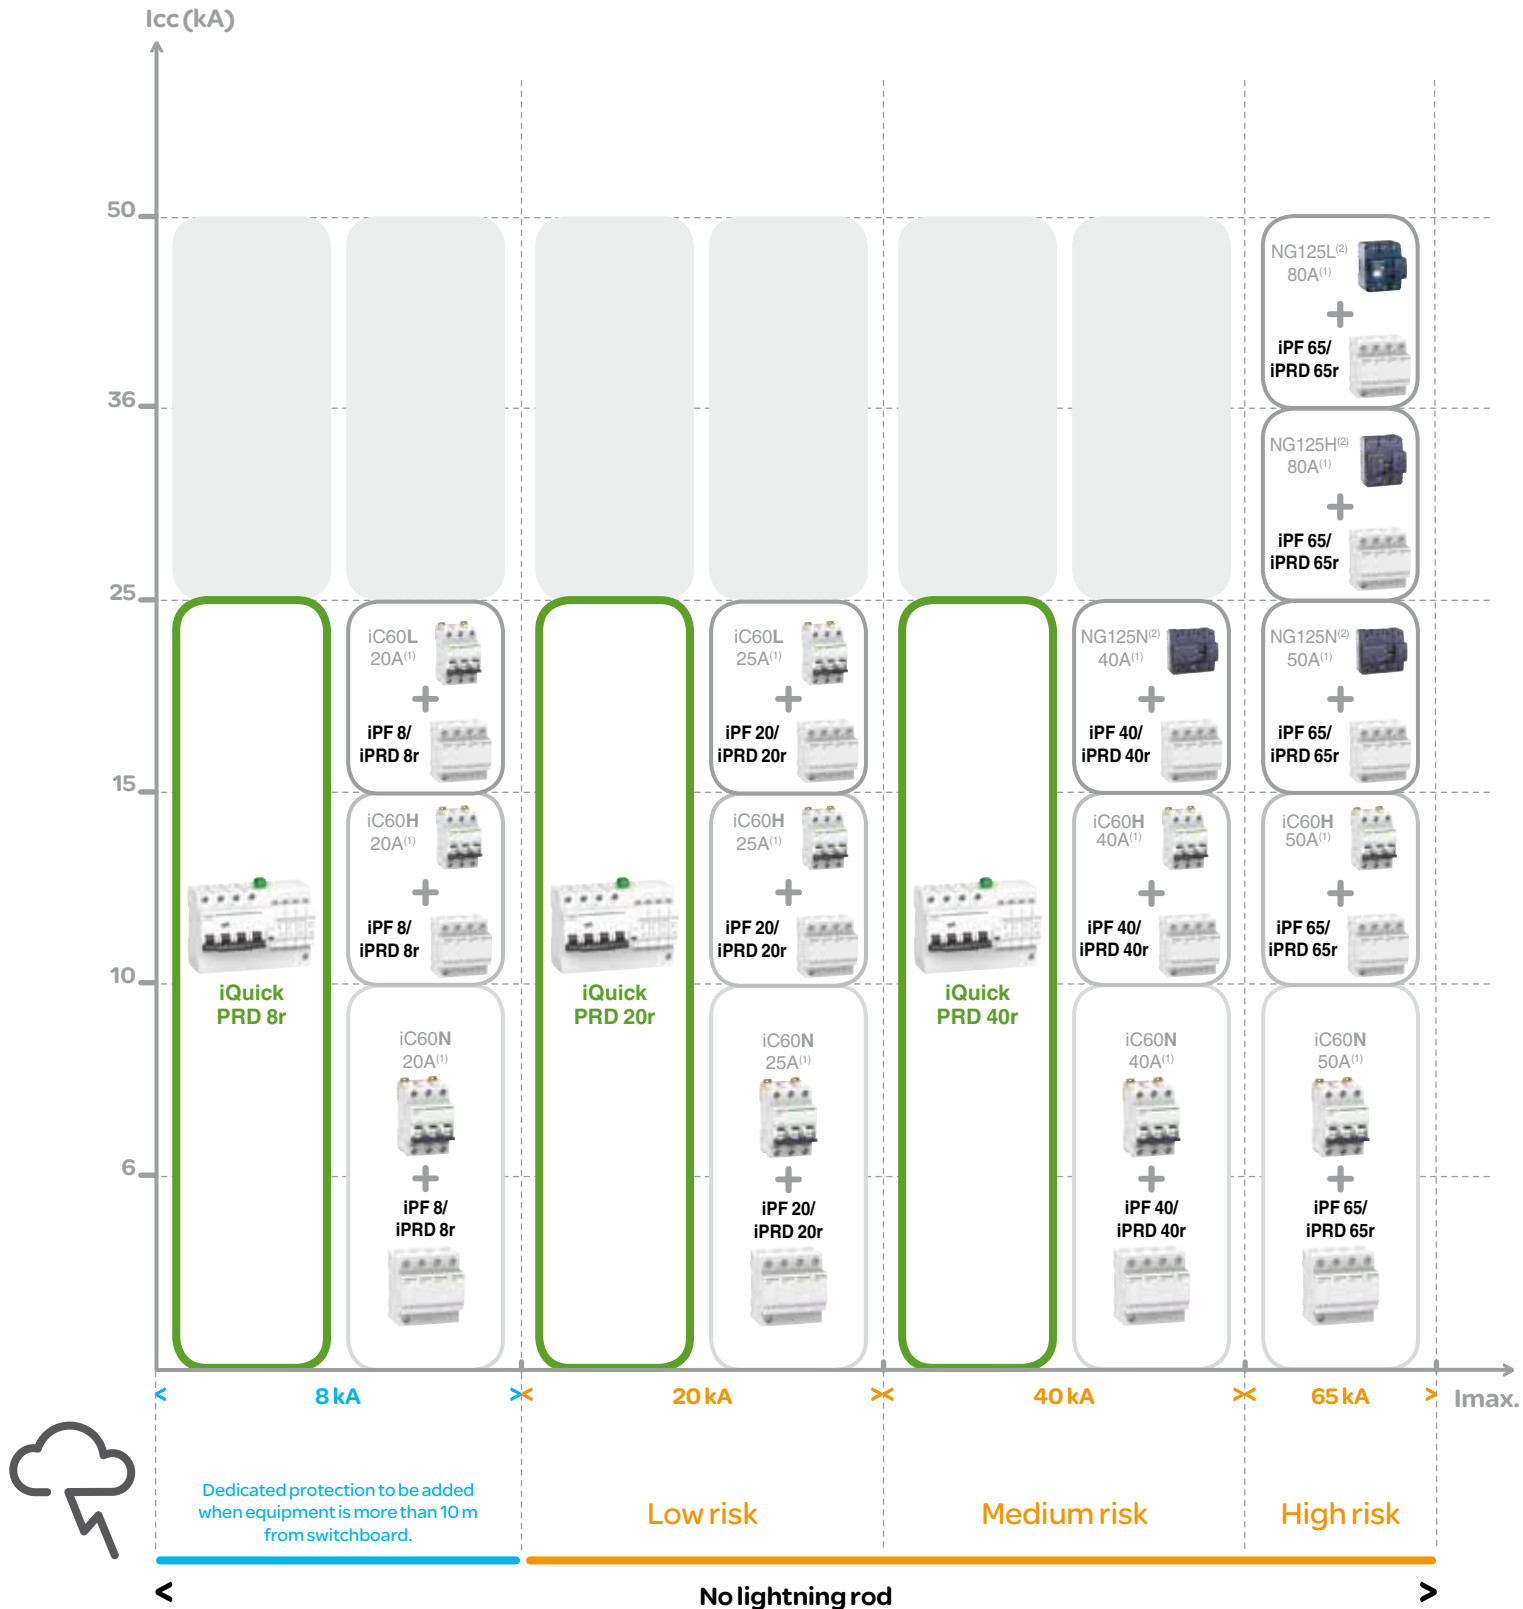 Icc (kA)
50
NG125L(2)
80A(1)
+
iPF 65/
iPRD 65r
36
NG125H(2)
80A(1)
+
iPF 65/
iPRD 65r
25
iC60L
20A(1)
+
iPF 8/
iPRD 8r
iC60L
25A(1)
+
iPF 20/
iPRD 20r
NG125N(2)
40A(1)
+
iPF 40/
iPRD 40r
NG125N(2)
50A(1)
+
iPF 65/
iPRD 65r
15
iC60H
20A(1)
+
iPF 8/
iPRD 8r
iC60H
25A(1)
+
iPF 20/
iPRD 20r
iC60H
40A(1)
+
iPF 40/
iPRD 40r
iC60H
50A(1)
+
iPF 65/
iPRD 65r
10
iQuick
PRD 8r
iQuick
PRD 20r
iQuick
PRD 40r
iC60N
20A(1)
+
iPF 8/
iPRD 8r
iC60N
25A(1)
+
iPF 20/
iPRD 20r
iC60N
40A(1)
+
iPF 40/
iPRD 40r
iC60N
50A(1)
+
iPF 65/
iPRD 65r
6
8 kA
20 kA
40 kA
65 kA
Imax.
Dedicated protection to be added
when equipment is more than 10 m
from switchboard.
Low risk
Medium risk
High risk
No lightning rod